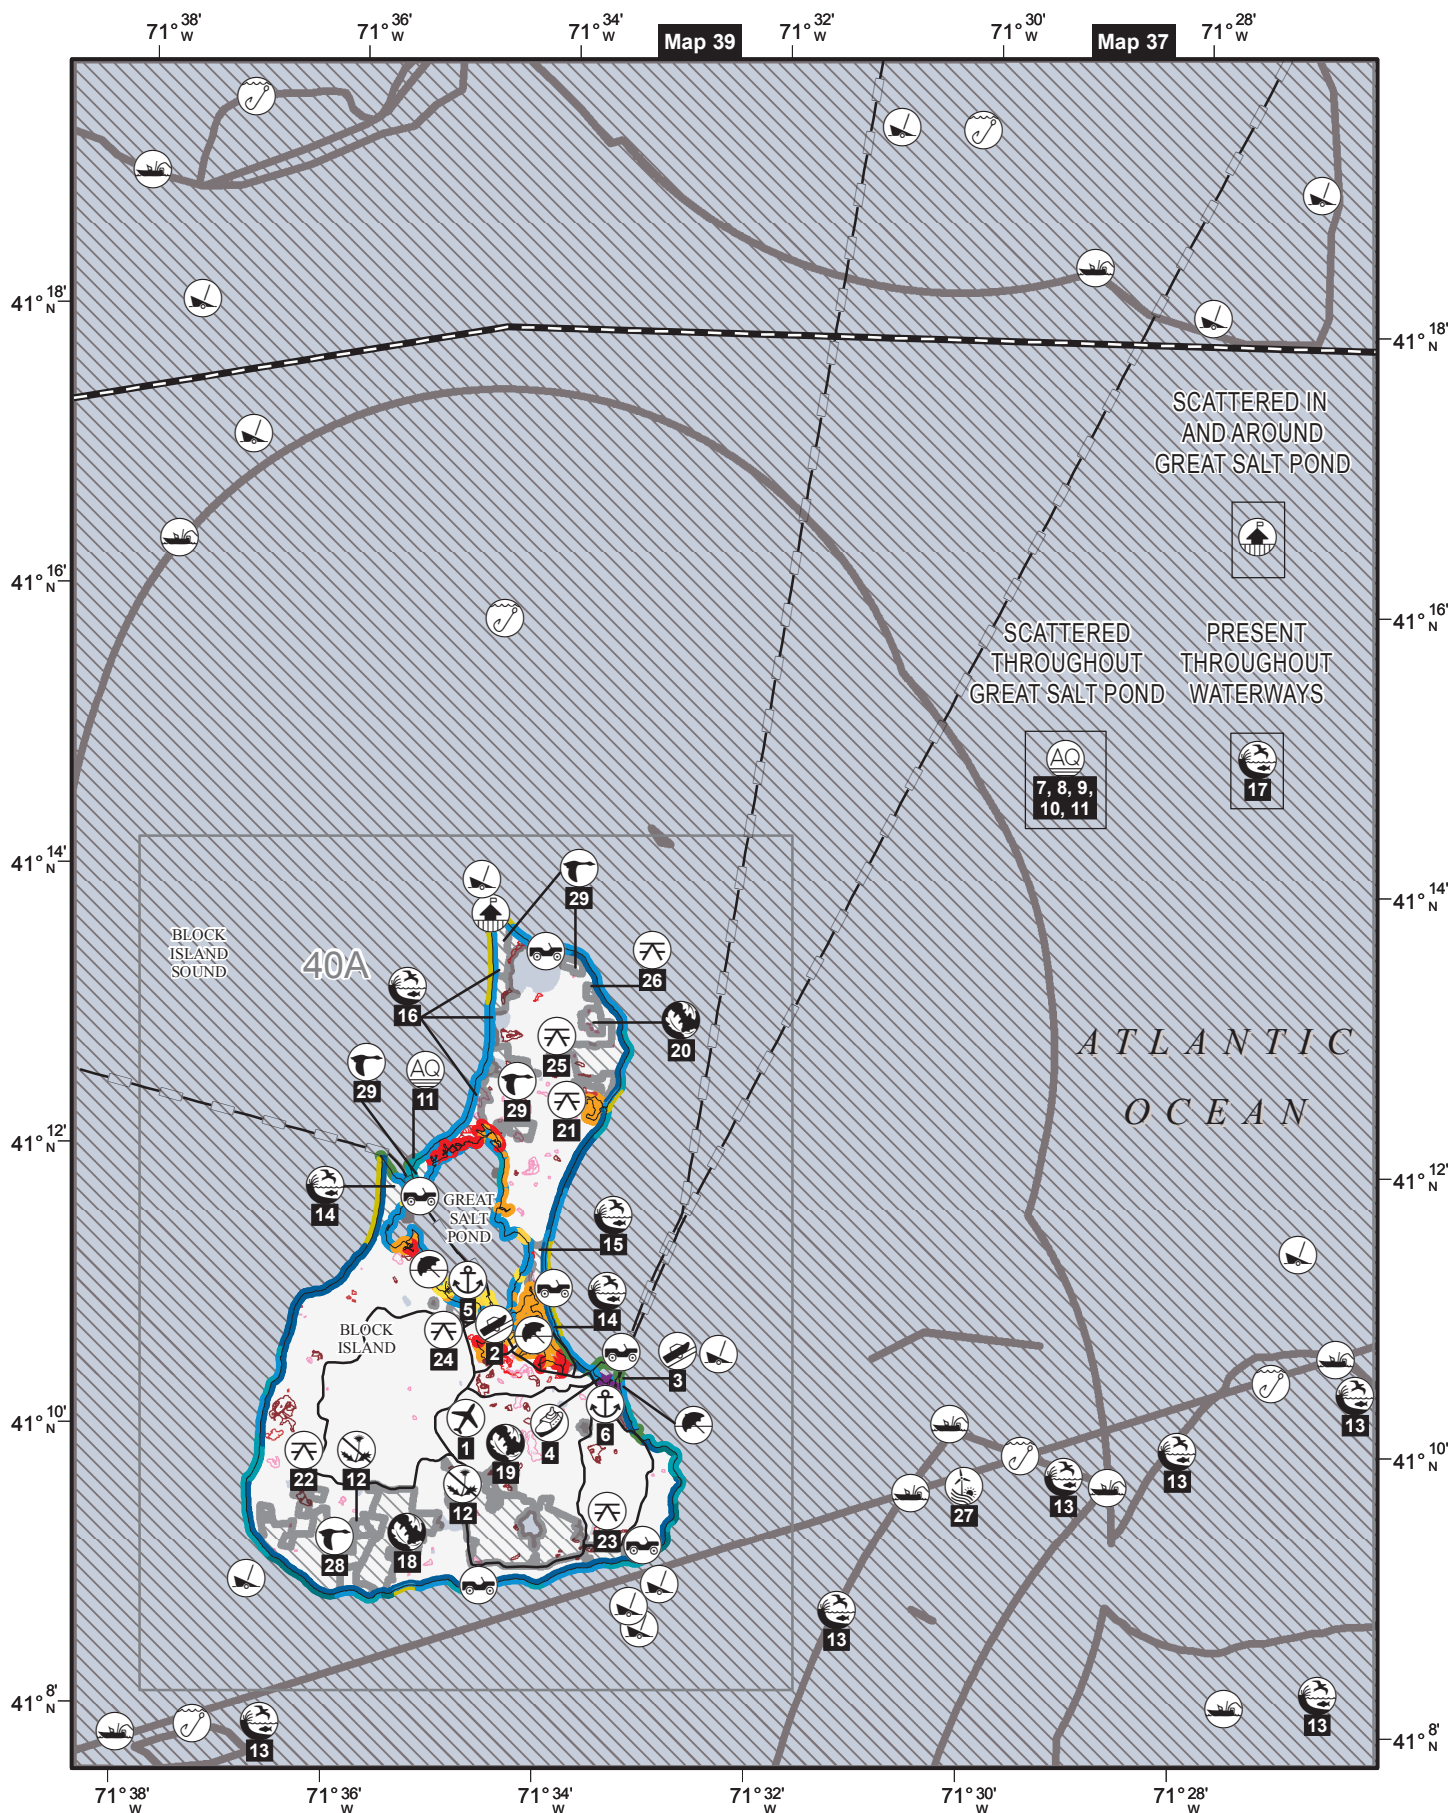 71° 38' W
71° 36' W
71° 34' W
Map 39
71° 32' W
71° 30' W
Map 37
71° 28' W
41° 18' N
41° 18' N
SCATTERED IN
AND AROUND
GREAT SALT POND
41° 16' N
41° 16' N
SCATTERED
THROUGHOUT
GREAT SALT POND
PRESENT
THROUGHOUT
WATERWAYS
AQ
7, 8, 9,
10, 11
17
41° 14' N
41° 14' N
29
BLOCK
ISLAND
SOUND
40A
26
16
20
25
ATLANTIC
OCEAN
29
AQ
11
29
21
41° 12' N
41° 12' N
14
GREAT
SALT
POND
15
5
14
BLOCK
ISLAND
24
2
3
13
41° 10' N
41° 10' N
1
19
4
6
22
12
12
13
13
27
23
28
18
13
41° 8' N
41° 8' N
13
13
71° 38' W
71° 36' W
71° 34' W
71° 32' W
71° 30' W
71° 28' W